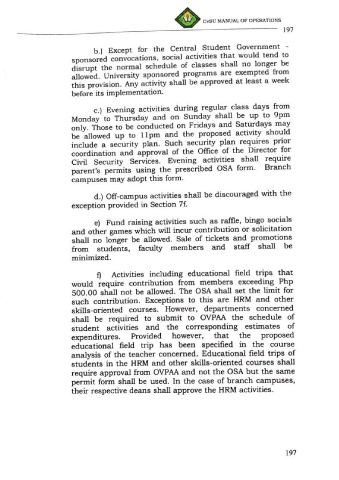 CvSU MANUAL OF OPERATIONS
197
b.) Except for the Central Student Government -
sponsored convocations, social activities that would tend to
disrupt the normal schedule of classes shall no longer be
allowed. University sponsored programs are exempted from
this provision. Any activity shall be approved at least a week
before its implementation.
c.) Evening activities during regular class days from
Monday to Thursday and on Sunday shall be up to 9pm
only. Those to be conducted on Fridays and Saturdays may
be allowed up to 11pm and the proposed activity should
include a security plan. Such security plan requires prior
coordination and approval of the Office of the Director for
Civil Security Services. Evening activities shall require
parent's permits using the prescribed OSA form. Branch
campuses may adopt this form.
d.) Off-campus activities shall be discouraged with the
exception provided in Section 7f.
e) Fund raising activities such as raffle, bingo socials
and other games which will incur contribution or solicitation
shall no longer be allowed. Sale of tickets and promotions
from students, faculty members and staff shall be
minimized.
f) Activities including educational field trips that
would require contribution from members exceeding Php
500.00 shall not be allowed. The OSA shall set the limit for
such contribution. Exceptions to this are HRM and other
skills-oriented courses. However, departments concerned
shall be required to submit to OVPAA the schedule of
student activities and the corresponding estimates of
expenditures. Provided however, that the proposed
educational field trip has been specified in the course
analysis of the teacher concerned. Educational field trips of
students in the HRM and other skills-oriented courses shall
require approval from OVPAA and not the OSA but the same
permit form shall be used. In the case of branch campuses,
their respective deans shall approve the HRM activities.
197